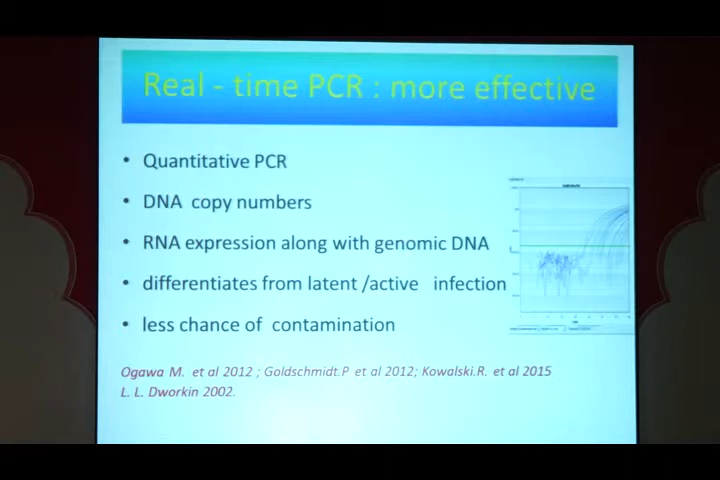 Real - time PCR : more effective
• Quantitative PCR
• DNA copy numbers
• RNA expression along with genomic DNA
• differentiates from latent /active infection
• less chance of contamination
Ogawa M. et al 2012 ; Goldschmidt.P et al 2012; Kowalski.R. et al 2015
L. L. Dworkin 2002.